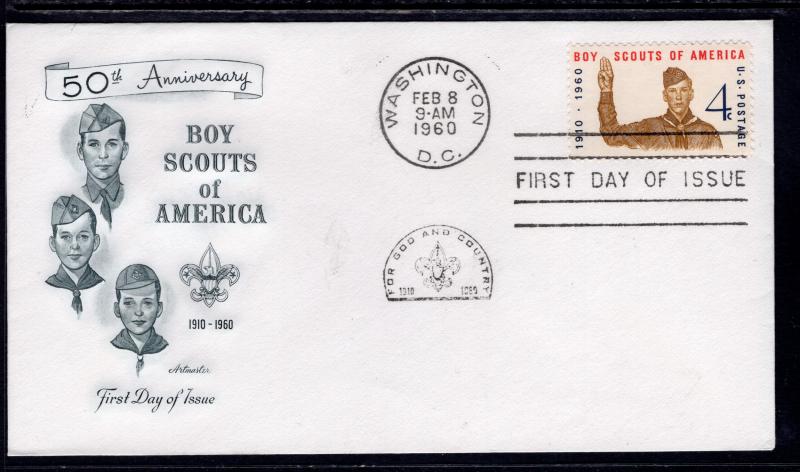 50th Anniversary
BOY
SCOUTS
of
AMERICA
1910 - 1960
Artmaster
First Day of Issue
WASHINGTON
FEB 8
9-AM
1960
D.C.
FOR GOD AND COUNTRY
1910 1960
BOY SCOUTS OF AMERICA
1910 · 1960
4c
U·S·POSTAGE
FIRST DAY OF ISSUE